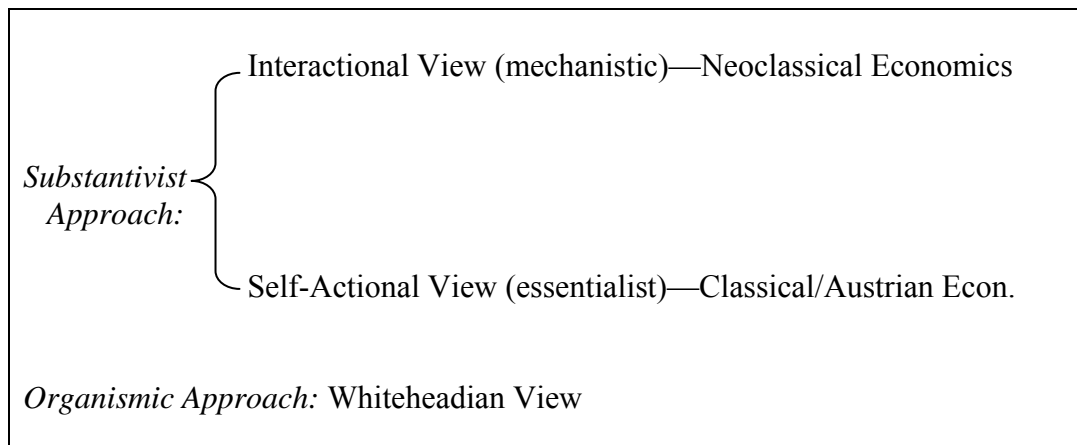 Interactional View (mechanistic)—Neoclassical Economics
Substantivist
Approach:
Self-Actional View (essentialist)—Classical/Austrian Econ.
Organismic Approach: Whiteheadian View